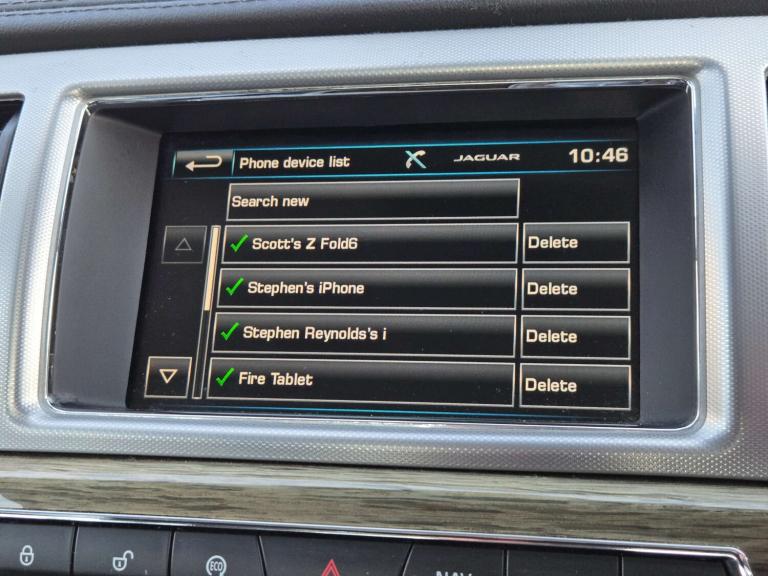 Phone device list JAGUAR 10:46
Search new
Scott's Z Fold6 Delete
Stephen's iPhone Delete
Stephen Reynolds's i Delete
Fire Tablet Delete
ECO NAV